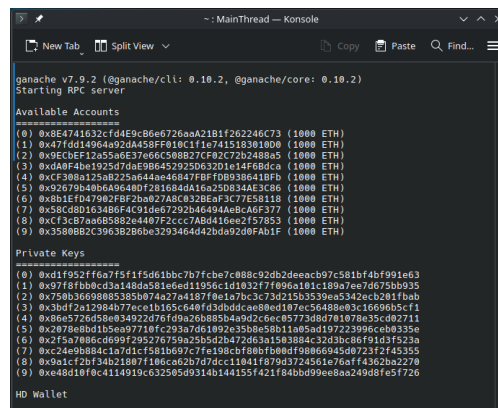 ~ : MainThread — Konsole
New Tab Split View Copy Paste Find...
ganache v7.9.2 (@ganache/cli: 0.10.2, @ganache/core: 0.10.2)
Starting RPC server
Available Accounts
==================
(0) 0x8E4741632cfd4E9cB6e6726aaA21B1f262246C73 (1000 ETH)
(1) 0x47fdd14964a92dA458FF010C1f1e7415183010D0 (1000 ETH)
(2) 0x9ECbEF12a55a6E37e66C508B27CF02C72b2488a5 (1000 ETH)
(3) 0xdA0F4be1925d7daE9B6452925D632D1e14F6Bdca (1000 ETH)
(4) 0xCF308a125aB225a644ae46847FBfFDB938641BFb (1000 ETH)
(5) 0x92679b40b6A9640Df281684dA16a25D834AE3C86 (1000 ETH)
(6) 0x8b1EfD47902FBF2ba027A8C032BEaF3C77E58118 (1000 ETH)
(7) 0x58Cd8D1634B6F4C91de67292b46494AeBcA6F377 (1000 ETH)
(8) 0xCf3cB7aa6B5882e4407F2ccc7ABd416ee2f57853 (1000 ETH)
(9) 0x3580BB2C3963B2B6be3293464d42bda92d0FAb1F (1000 ETH)
Private Keys
==================
(0) 0xd1f952ff6a7f5f1f5d61bbc7b7fcbe7c088c92db2deeacb97c581bf4bf991e63
(1) 0x97f8fbb0cd3a148da581e6ed11956c1d1032f7f096a101c189a7ee7d675bb935
(2) 0x750b36698085385b074a27a4187f0e1a7bc3c73d215b3539ea5342ecb201fbab
(3) 0x3bdf2a12984b77ece1b165c640fd3dbddcae80ed107ec56488e03c16696b5cf1
(4) 0x86e5726d58e034922d76fd9a26b885b4a9d2c6ec05773d8d701078e35cd02711
(5) 0x2078e8bd1b5ea97710fc293a7d61092e35b8e58b11a05ad197223996ceb0335e
(6) 0x2f5a7086cd699f295276759a25b5d2b472d63a1503884c32d3bc86f91d3f523a
(7) 0xc24e9b884c1a7d1cf581b697c7fe198cbf80bfb00df98066945d0723f2f45355
(8) 0x9a1cf2bf34b21807f106ca62b7d7dcc11041f879d3724561e76aff4362ba2270
(9) 0xe48d10f0c4114919c632505d9314b144155f421f84bbd99ee8aa249d8fe5f726
HD Wallet